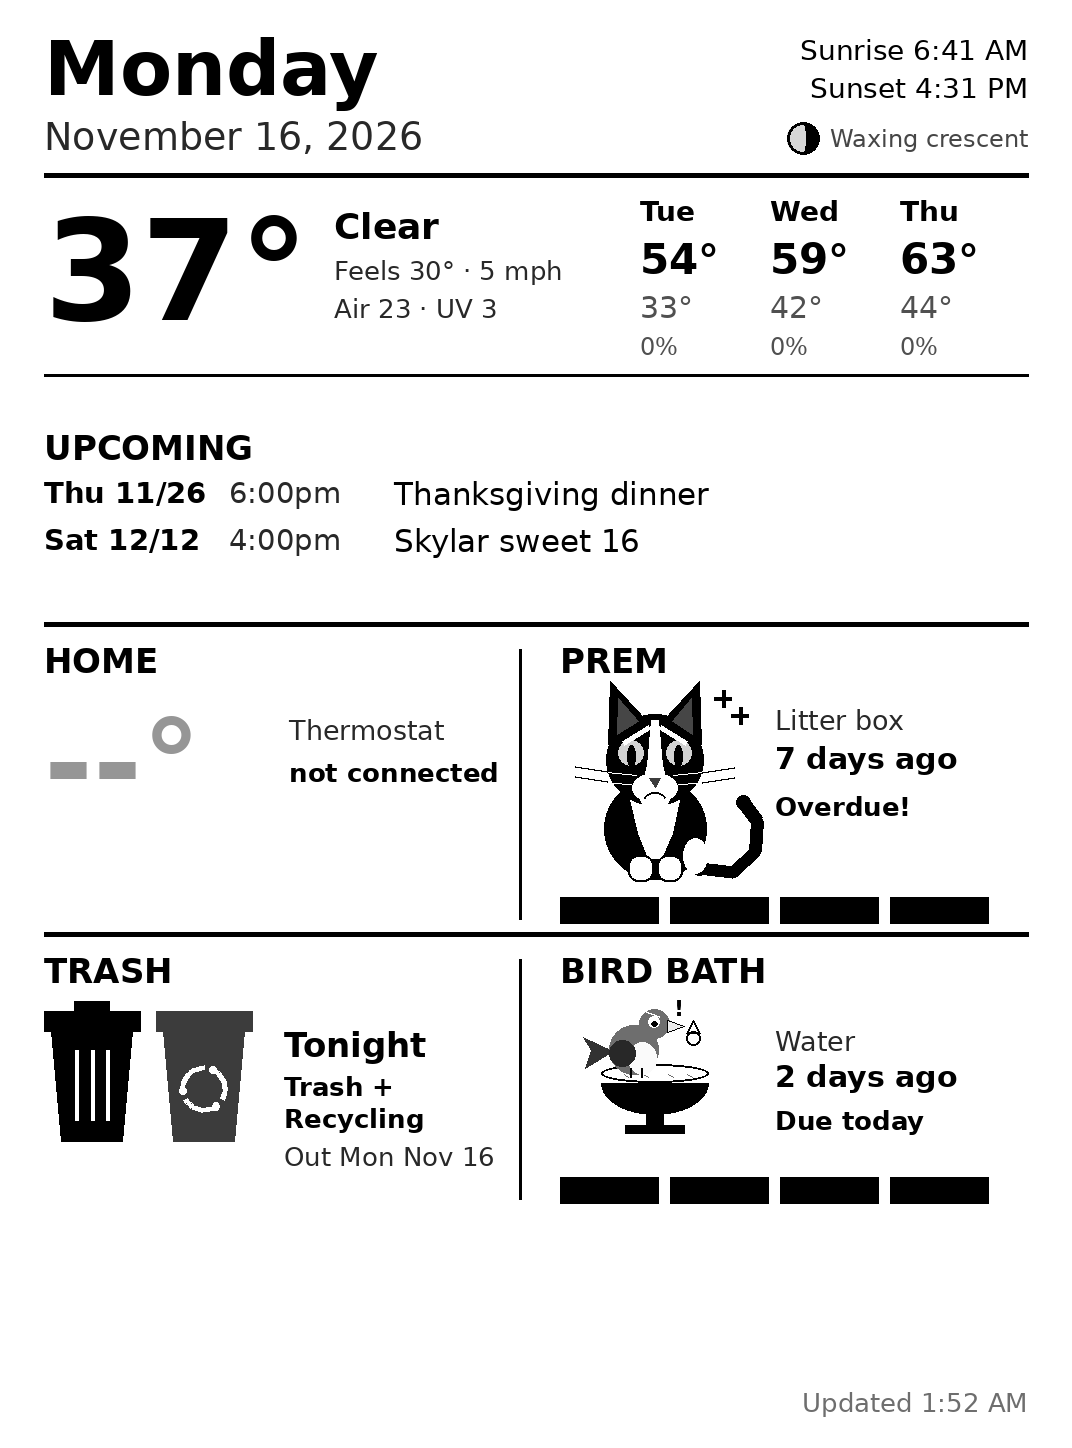 Monday
November 16, 2026
Sunrise 6:41 AM
Sunset 4:31 PM
Waxing crescent
37°
Clear
Feels 30° · 5 mph
Air 23 · UV 3
Tue Wed Thu
54° 59° 63°
33° 42° 44°
0% 0% 0%
UPCOMING
Thu 11/26 6:00pm Thanksgiving dinner
Sat 12/12 4:00pm Skylar sweet 16
HOME
--°
Thermostat
not connected
PREM
++
Litter box
7 days ago
Overdue!
TRASH
Tonight
Trash +
Recycling
Out Mon Nov 16
BIRD BATH
!
Water
2 days ago
Due today
Updated 1:52 AM